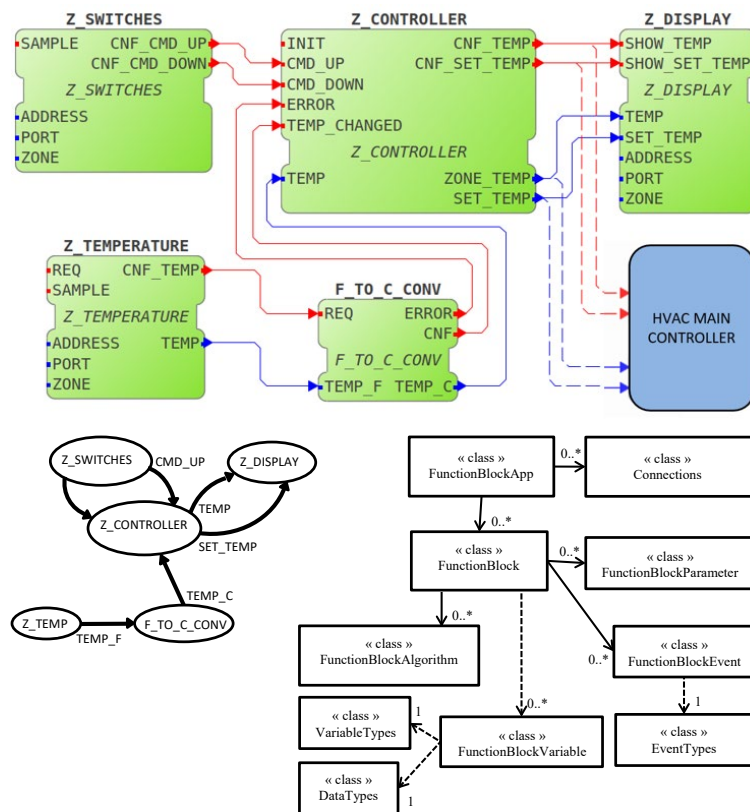 Z_SWITCHES
SAMPLE CNF_CMD_UP
CNF_CMD_DOWN
Z_SWITCHES
ADDRESS
PORT
ZONE
Z_CONTROLLER
INIT CNF_TEMP
CMD_UP CNF_SET_TEMP
CMD_DOWN
ERROR
TEMP_CHANGED
Z_CONTROLLER
TEMP ZONE_TEMP
SET_TEMP
Z_DISPLAY
SHOW_TEMP
SHOW_SET_TEMP
Z_DISPLAY
TEMP
SET_TEMP
ADDRESS
PORT
ZONE
Z_TEMPERATURE
REQ CNF_TEMP
SAMPLE
Z_TEMPERATURE
ADDRESS TEMP
PORT
ZONE
F_TO_C_CONV
REQ ERROR
CNF
F_TO_C_CONV
TEMP_F TEMP_C
HVAC MAIN
CONTROLLER
Z_SWITCHES
CMD_UP
Z_DISPLAY
Z_CONTROLLER
TEMP
SET_TEMP
TEMP_C
Z_TEMP
TEMP_F
F_TO_C_CONV
« class »
FunctionBlockApp
0..*
« class »
Connections
0..*
« class »
FunctionBlock
0..*
« class »
FunctionBlockParameter
0..*
« class »
FunctionBlockAlgorithm
0..*
« class »
FunctionBlockEvent
0..*
1
« class »
VariableTypes
1
« class »
FunctionBlockVariable
« class »
EventTypes
« class »
DataTypes
1